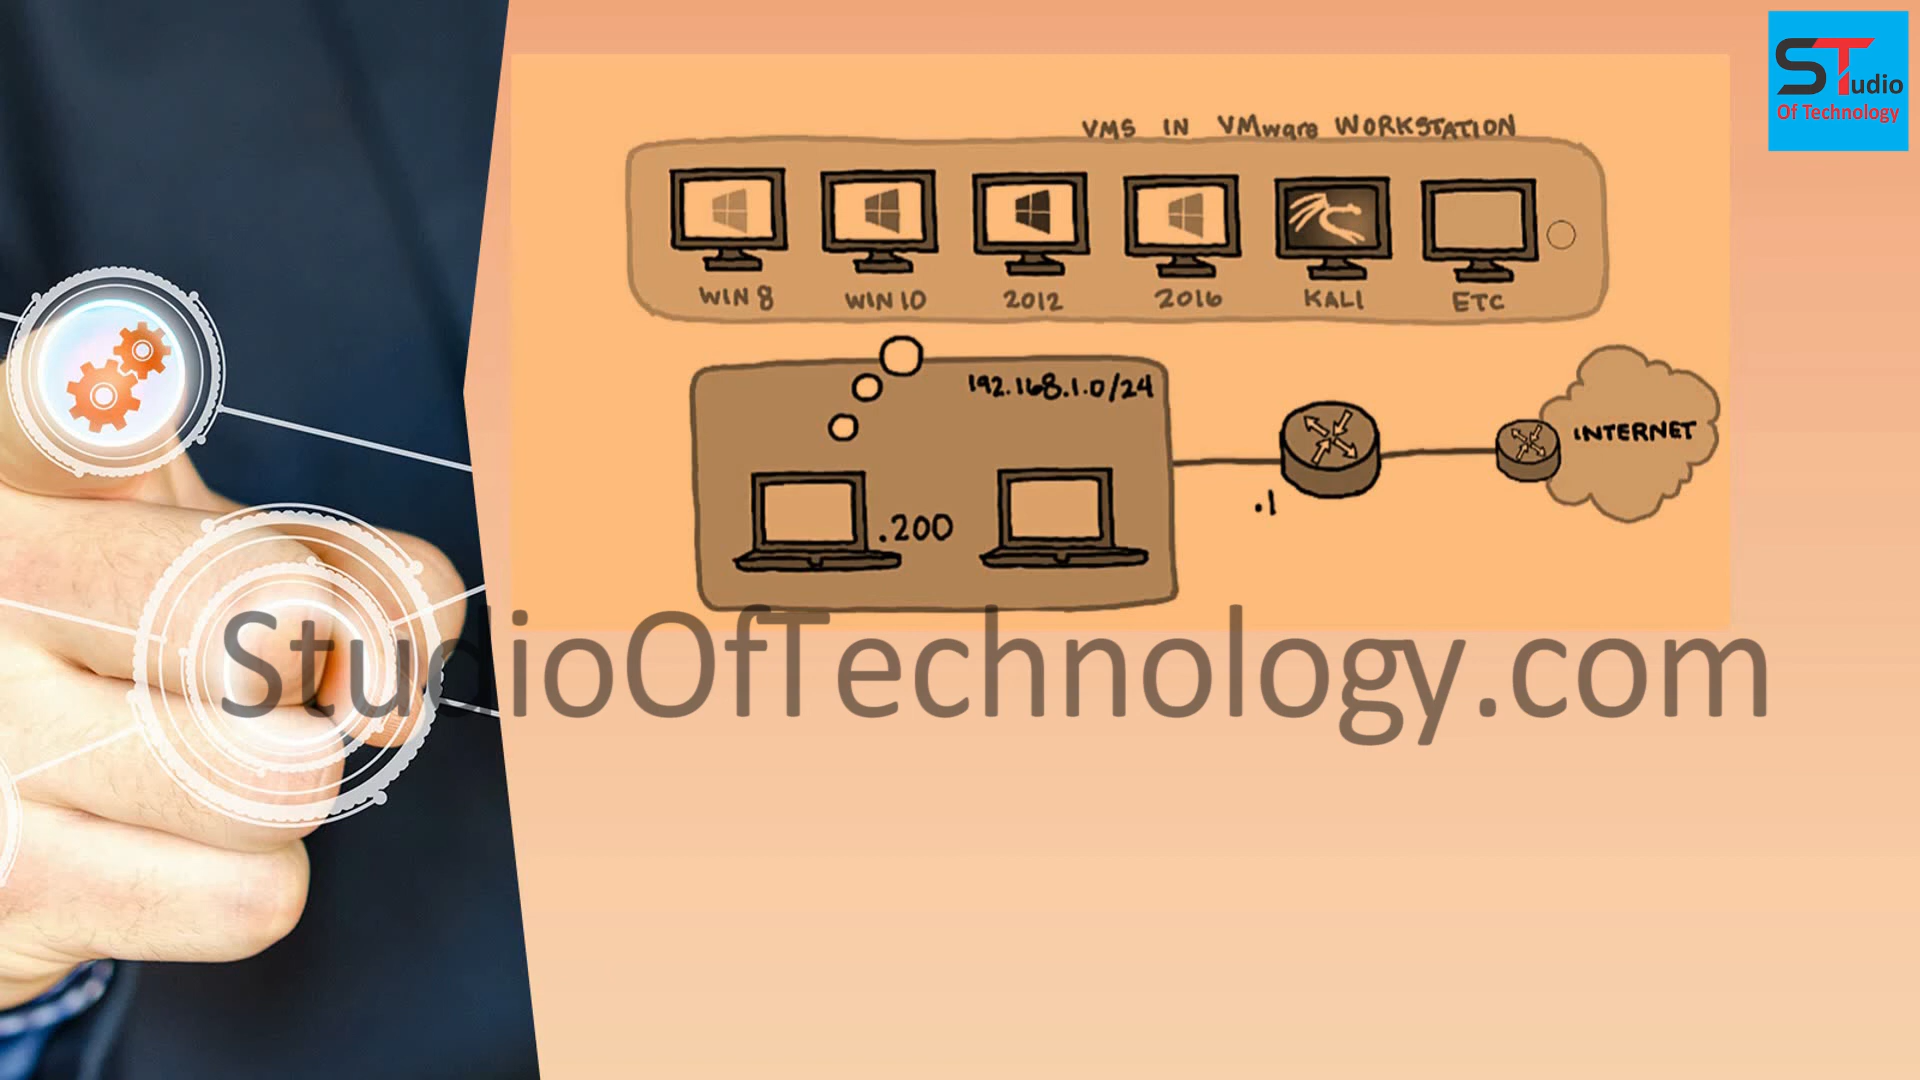 STudio
Of Technology
VMS IN VMware WORKSTATION
WIN 8
WIN 10
2012
2016
KALI
ETC
192.168.1.0/24
INTERNET
.200
.1
StudioOfTechnology.com